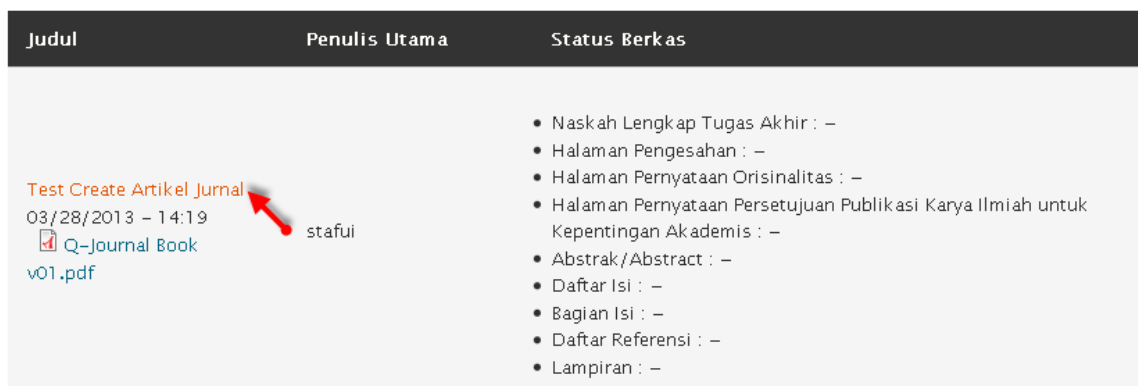 Judul Penulis Utama Status Berkas
Test Create Artikel Jurnal
03/28/2013 – 14:19
Q–Journal Book
v01.pdf
stafui
• Naskah Lengkap Tugas Akhir : –
• Halaman Pengesahan : –
• Halaman Pernyataan Orisinalitas : –
• Halaman Pernyataan Persetujuan Publikasi Karya Ilmiah untuk
Kepentingan Akademis : –
• Abstrak/Abstract : –
• Daftar Isi : –
• Bagian Isi : –
• Daftar Referensi : –
• Lampiran : –